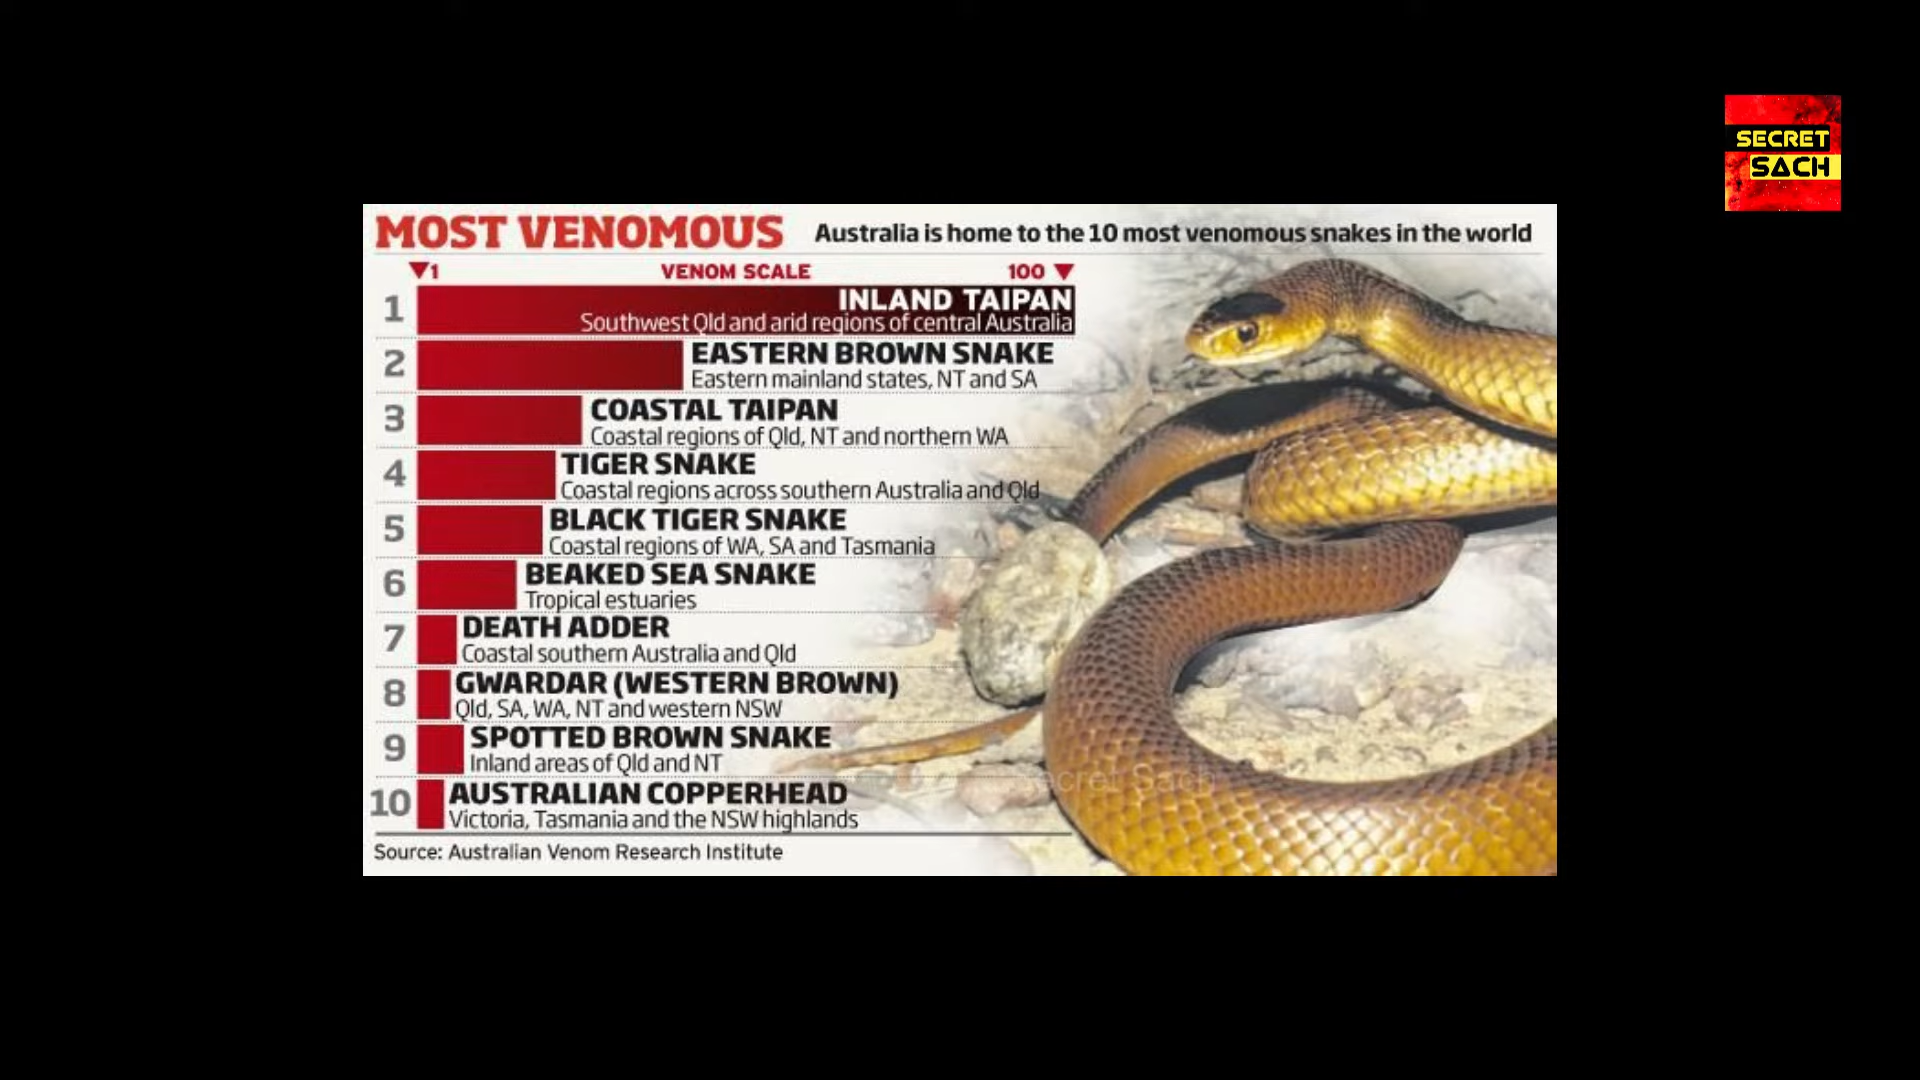 SECRET
SACH
MOST VENOMOUS
Australia is home to the 10 most venomous snakes in the world
▼1 VENOM SCALE 100 ▼
1 INLAND TAIPAN
Southwest Qld and arid regions of central Australia
2 EASTERN BROWN SNAKE
Eastern mainland states, NT and SA
3 COASTAL TAIPAN
Coastal regions of Qld, NT and northern WA
4 TIGER SNAKE
Coastal regions across southern Australia and Qld
5 BLACK TIGER SNAKE
Coastal regions of WA, SA and Tasmania
6 BEAKED SEA SNAKE
Tropical estuaries
7 DEATH ADDER
Coastal southern Australia and Qld
8 GWARDAR (WESTERN BROWN)
Qld, SA, WA, NT and western NSW
9 SPOTTED BROWN SNAKE
Inland areas of Qld and NT
Secret Sach
10 AUSTRALIAN COPPERHEAD
Victoria, Tasmania and the NSW highlands
Source: Australian Venom Research Institute